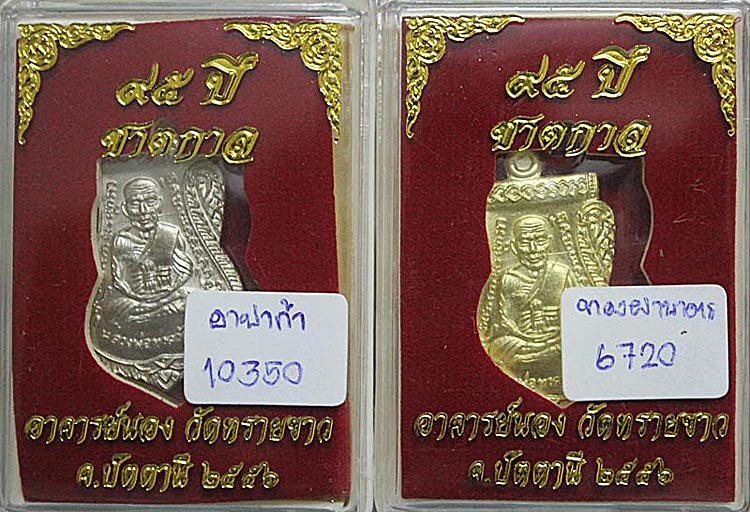 ๙๕ ปี
ชาตกาล
อาปาก้า
10350
อาจารย์นอง วัดทรายขาว
จ.ปัตตานี ๒๕๕๖
๙๕ ปี
ชาตกาล
ทองฝาบาตร
6720
อาจารย์นอง วัดทรายขาว
จ.ปัตตานี ๒๕๕๖